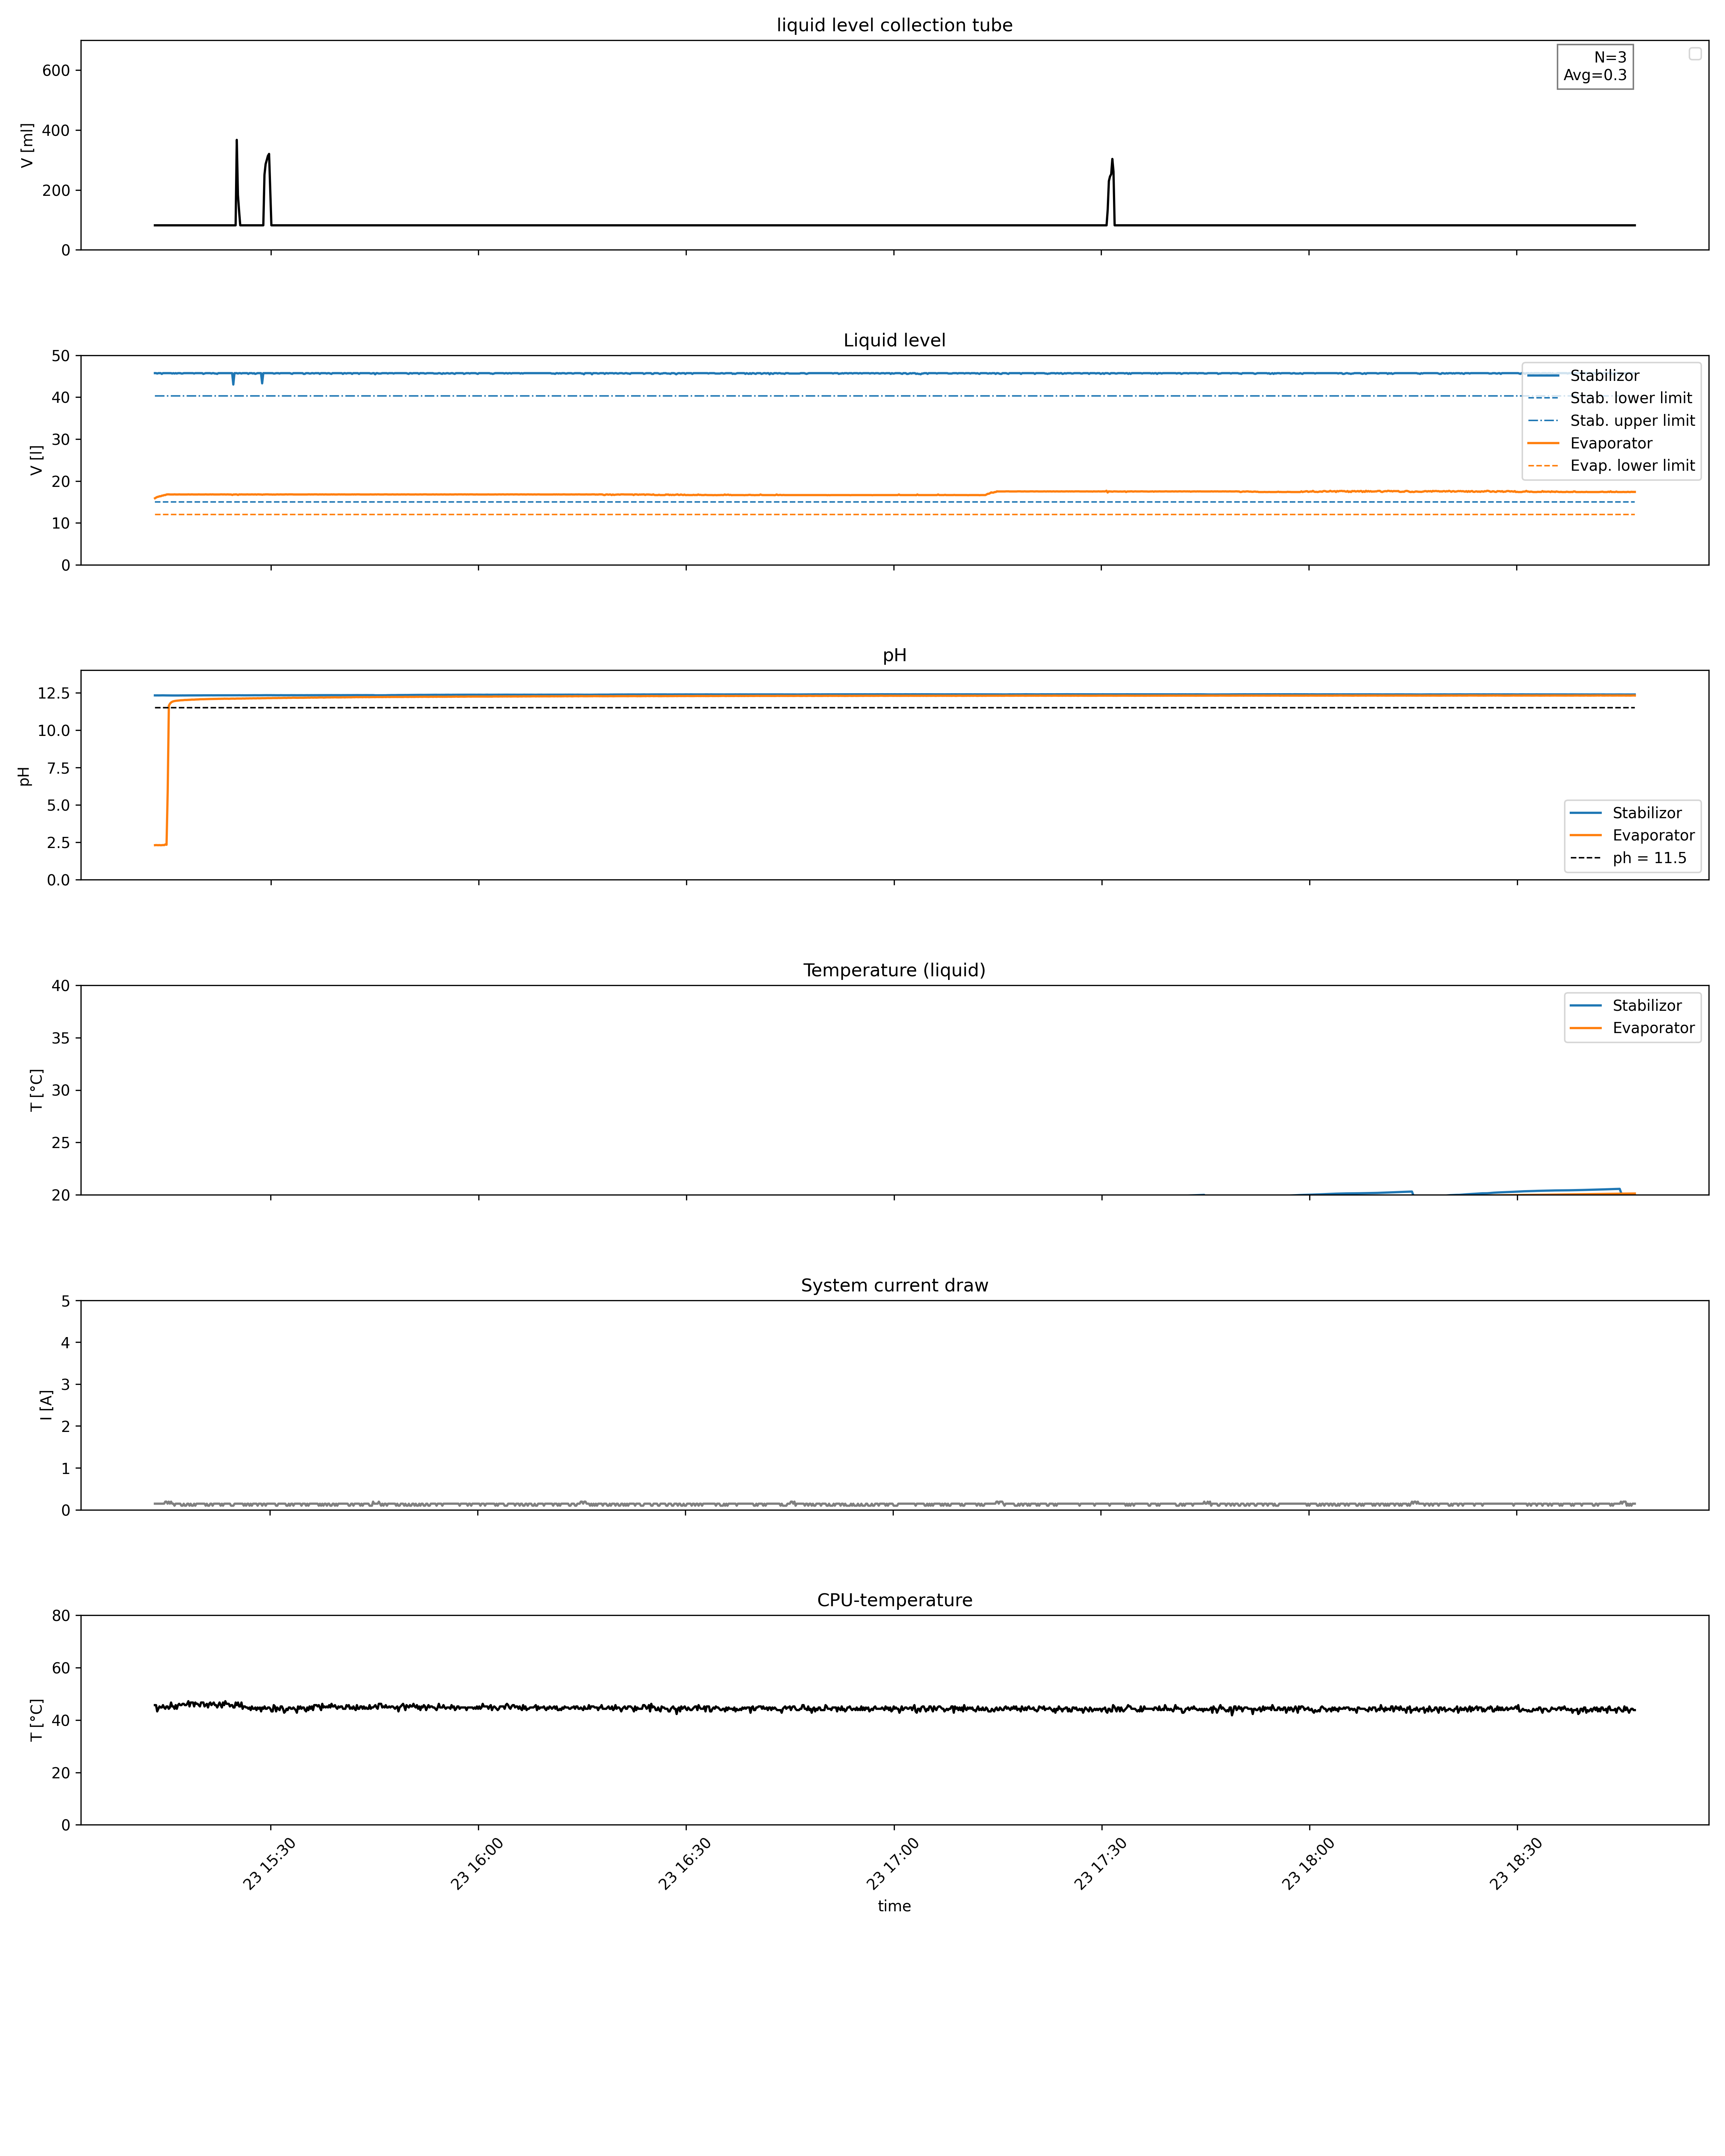 liquid level collection tube
V [ml]
600
400
200
0
N=3
Avg=0.3
Liquid level
V [l]
50
40
30
20
10
0
Stabilizor
Stab. lower limit
Stab. upper limit
Evaporator
Evap. lower limit
pH
pH
12.5
10.0
7.5
5.0
2.5
0.0
Stabilizor
Evaporator
ph = 11.5
Temperature (liquid)
T [°C]
40
35
30
25
20
Stabilizor
Evaporator
System current draw
I [A]
5
4
3
2
1
0
CPU-temperature
T [°C]
80
60
40
20
0
23 15:30
23 16:00
23 16:30
23 17:00
23 17:30
23 18:00
23 18:30
time